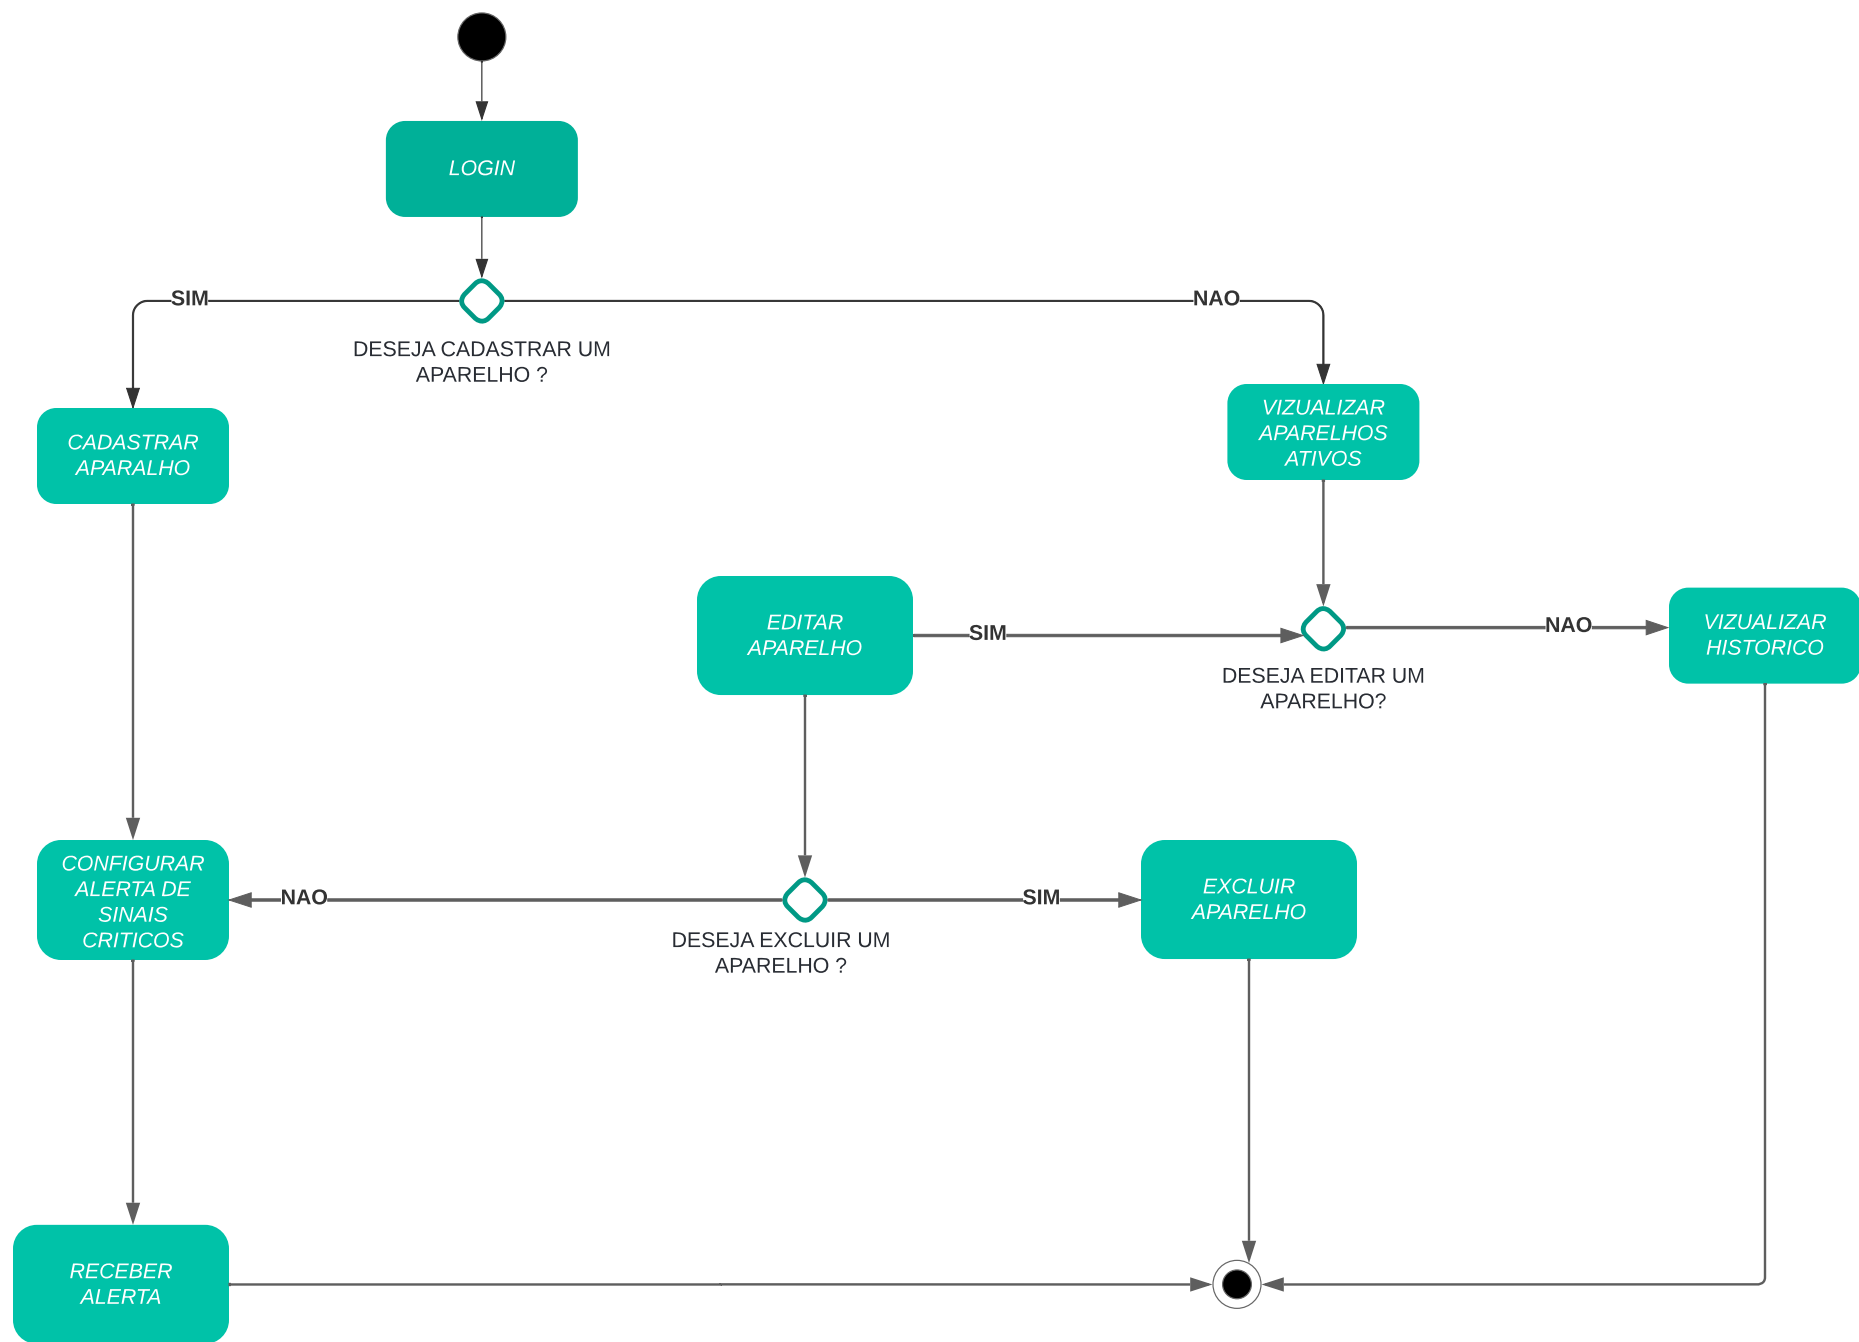 LOGIN
SIM
NAO
DESEJA CADASTRAR UM
APARELHO ?
CADASTRAR
APARALHO
VIZUALIZAR
APARELHOS
ATIVOS
EDITAR
APARELHO
SIM
NAO
DESEJA EDITAR UM
APARELHO?
VIZUALIZAR
HISTORICO
CONFIGURAR
ALERTA DE
SINAIS
CRITICOS
NAO
SIM
DESEJA EXCLUIR UM
APARELHO ?
EXCLUIR
APARELHO
RECEBER
ALERTA